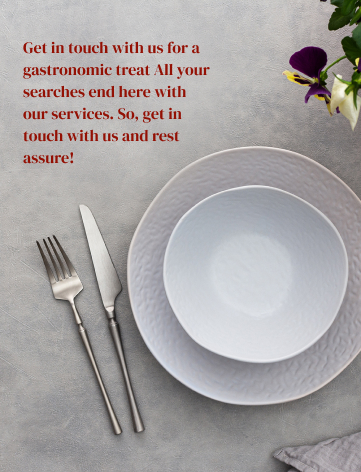 Get in touch with us for a
gastronomic treat All your
searches end here with
our services. So, get in
touch with us and rest
assure!